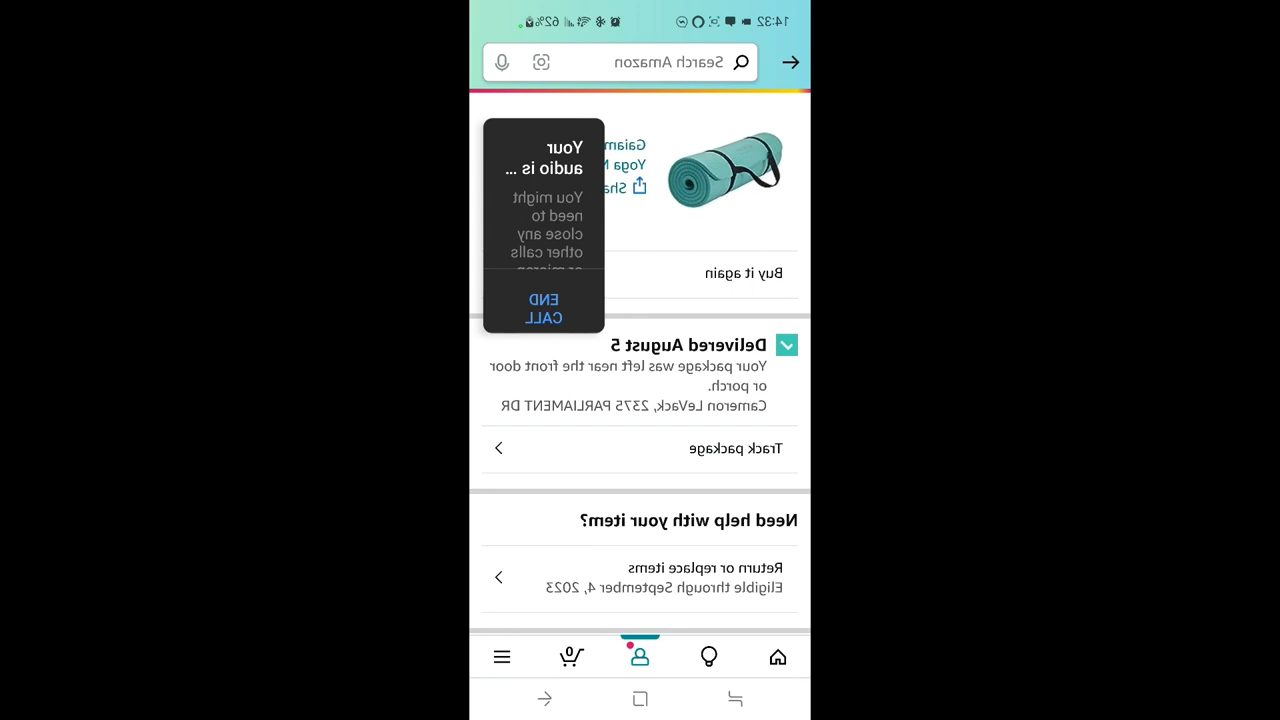 14:32 62%
Search Amazon
Gaiam
Yoga
Sha
Your
audio is ...
You might
need to
close any
other calls
END
CALL
Buy it again
Delivered August 5
Your package was left near the front door
or porch.
Cameron LeVack, 2375 PARLIAMENT DR
Track package
Need help with your item?
Return or replace items
Eligible through September 4, 2023
0